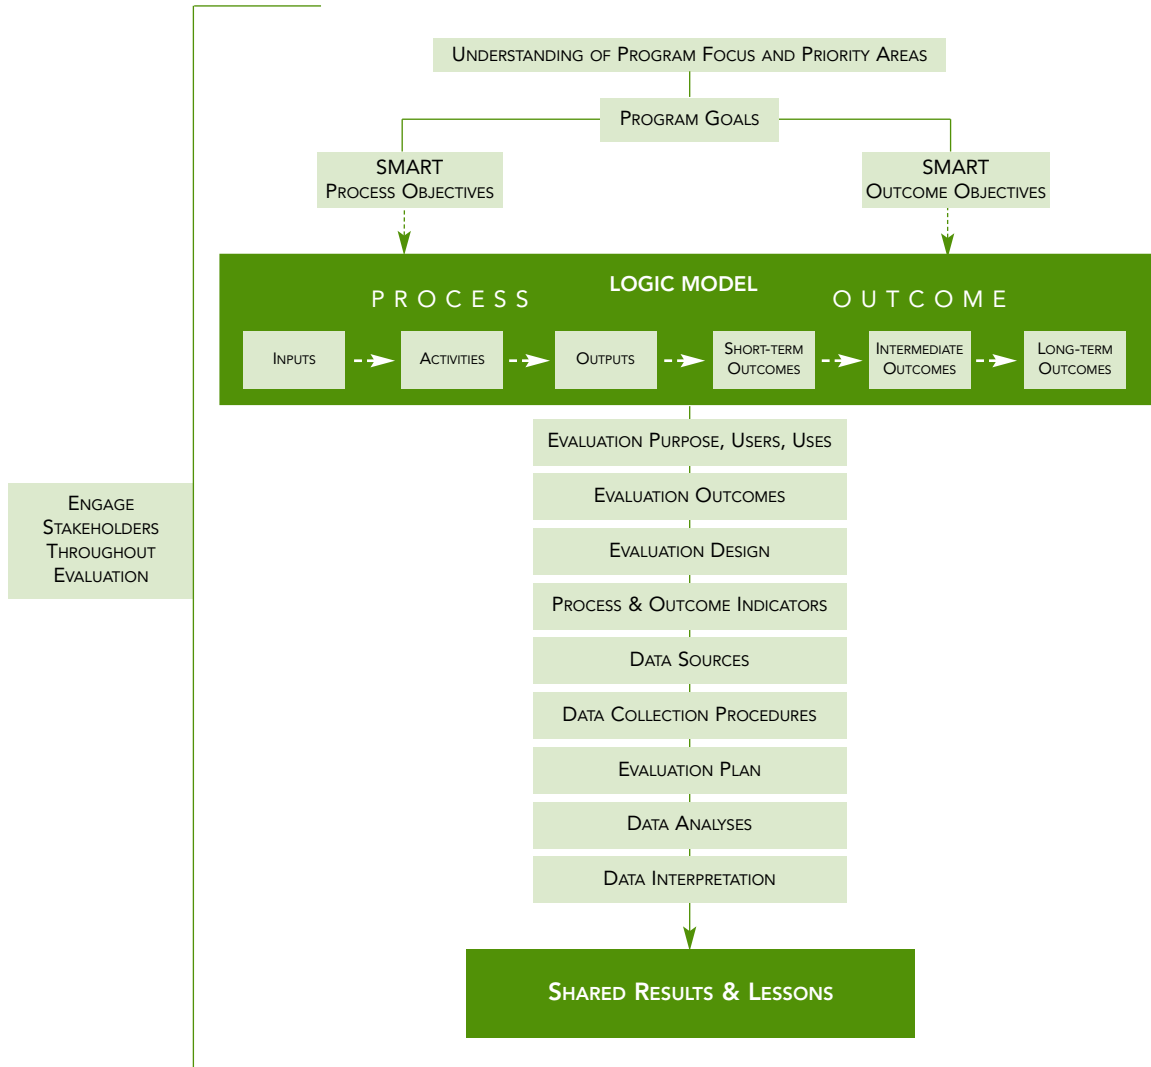 Understanding of Program Focus and Priority Areas
Program Goals
SMART
Process Objectives
SMART
Outcome Objectives
LOGIC MODEL
PROCESS
OUTCOME
Inputs
Activities
Outputs
Short-term
Outcomes
Intermediate
Outcomes
Long-term
Outcomes
Evaluation Purpose, Users, Uses
Evaluation Outcomes
Engage
Stakeholders
Throughout
Evaluation
Evaluation Design
Process & Outcome Indicators
Data Sources
Data Collection Procedures
Evaluation Plan
Data Analyses
Data Interpretation
Shared Results & Lessons